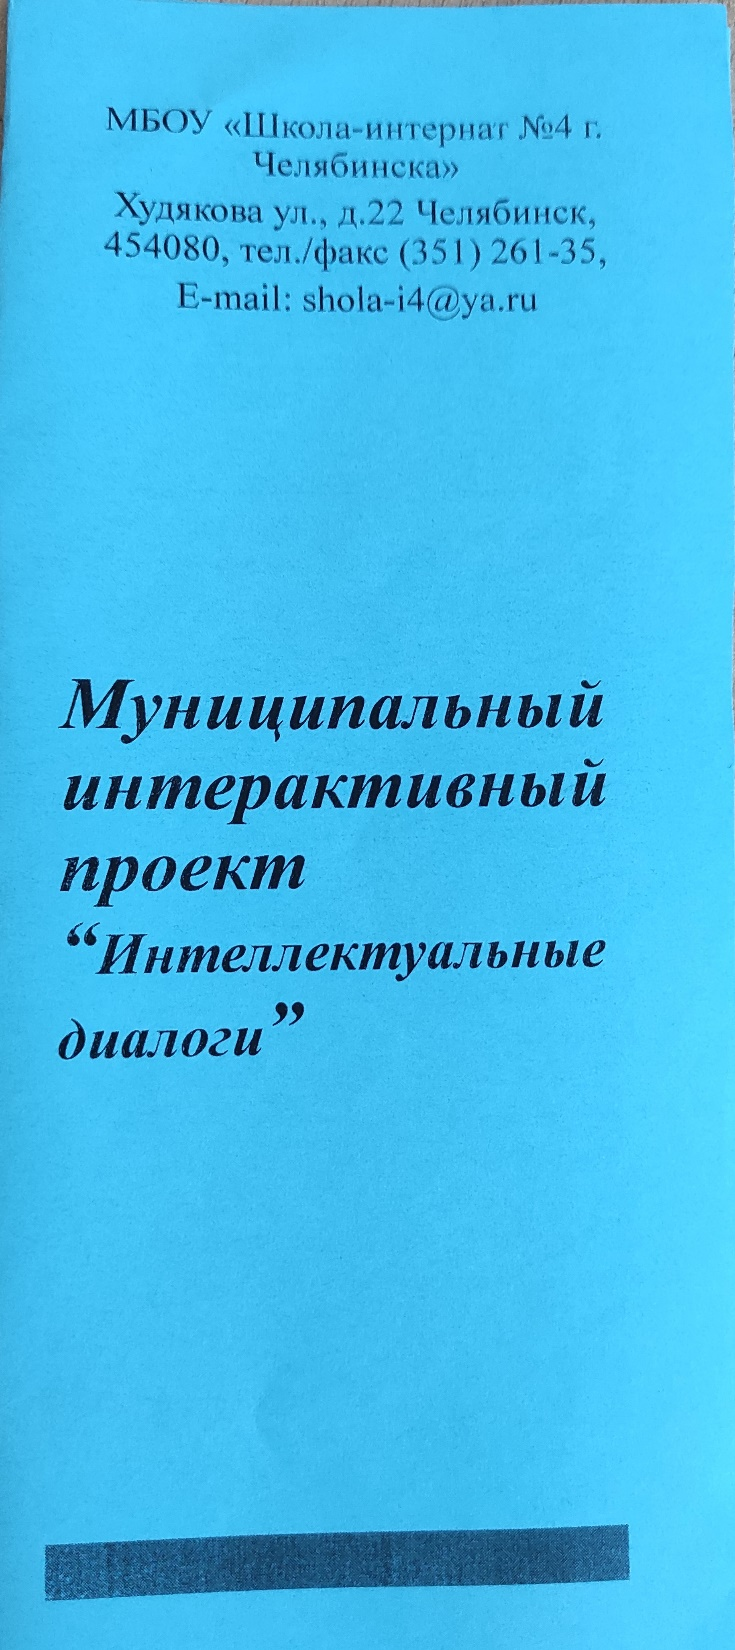 МБОУ «Школа-интернат №4 г.
Челябинска»
Худякова ул., д.22 Челябинск,
454080, тел./факс (351) 261-35,
E-mail: shola-i4@ya.ru
Муниципальный
интерактивный
проект
“Интеллектуальные
диалоги”